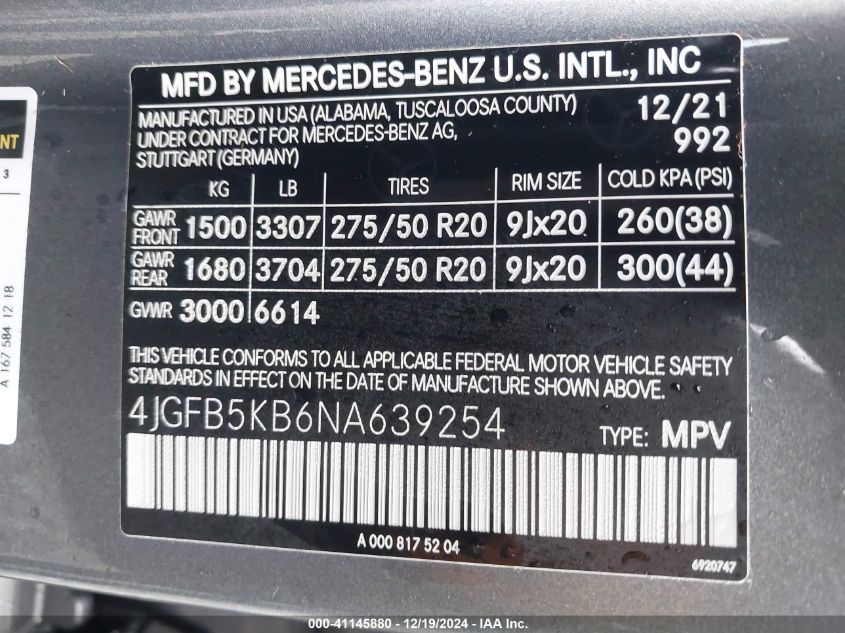 MFD BY MERCEDES-BENZ U.S. INTL., INC
MANUFACTURED IN USA (ALABAMA, TUSCALOOSA COUNTY) 12/21
UNDER CONTRACT FOR MERCEDES-BENZ AG, 992
STUTTGART (GERMANY)
KG LB TIRES RIM SIZE COLD KPA (PSI)
GAWR FRONT 1500 3307 275/50 R20 9Jx20 260(38)
GAWR REAR 1680 3704 275/50 R20 9Jx20 300(44)
GVWR 3000 6614
THIS VEHICLE CONFORMS TO ALL APPLICABLE FEDERAL MOTOR VEHICLE SAFETY
STANDARDS IN EFFECT ON THE DATE OF MANUFACTURE SHOWN ABOVE.
4JGFB5KB6NA639254 TYPE: MPV
A 000 817 52 04
6920747
NT
3
A 167 584 12 18
000-41145880 - 12/19/2024 - IAA Inc.